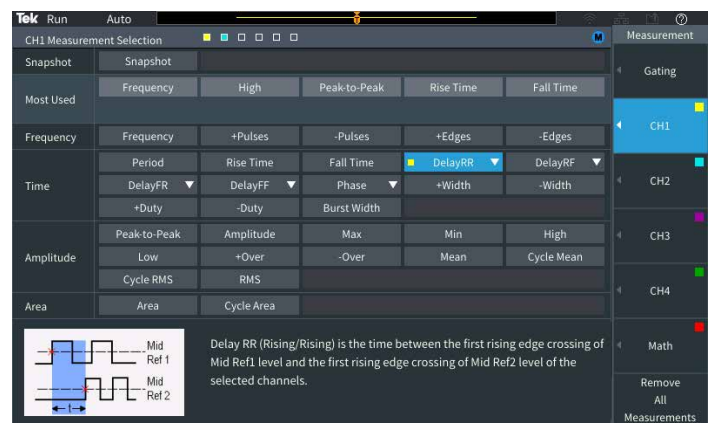 Tek Run Auto
CH1 Measurement Selection M Measurement
Snapshot Snapshot
Gating
Most Used Frequency High Peak-to-Peak Rise Time Fall Time
CH1
Frequency Frequency +Pulses -Pulses +Edges -Edges
Time Period Rise Time Fall Time DelayRR DelayRF
DelayFR DelayFF Phase +Width -Width
CH2
+Duty -Duty Burst Width
CH3
Amplitude Peak-to-Peak Amplitude Max Min High
Low +Over -Over Mean Cycle Mean
Cycle RMS RMS
CH4
Area Area Cycle Area
Math
Mid
Ref 1
Mid
Ref 2
t
Delay RR (Rising/Rising) is the time between the first rising edge crossing of
Mid Ref1 level and the first rising edge crossing of Mid Ref2 level of the
selected channels.
Remove
All
Measurements